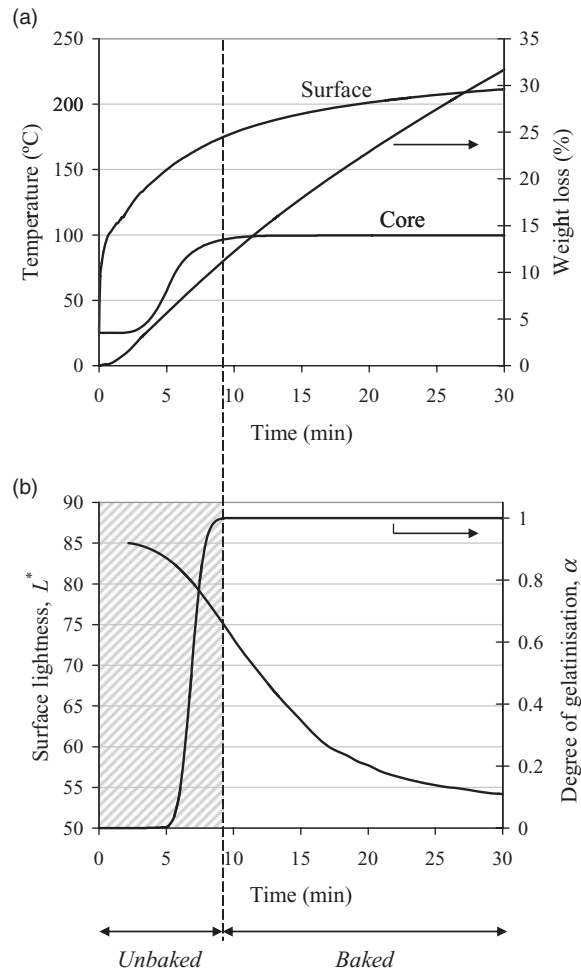 (a)
250
200
150
100
50
0
Temperature (°C)
35
30
25
20
15
10
5
0
Weight loss (%)
Surface
Core
0 5 10 15 20 25 30
Time (min)
(b)
90
85
80
75
70
65
60
55
50
Surface lightness, L*
1
0.8
0.6
0.4
0.2
0
Degree of gelatinisation, α
0 5 10 15 20 25 30
Time (min)
Unbaked Baked